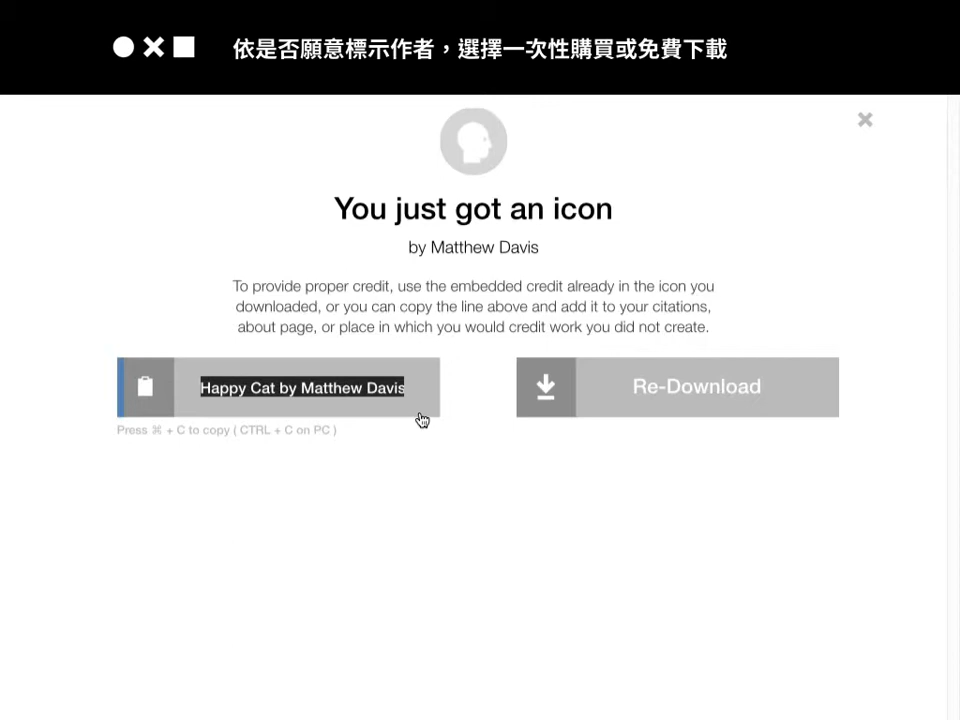 依是否願意標示作者，選擇一次性購買或免費下載
You just got an icon
by Matthew Davis
To provide proper credit, use the embedded credit already in the icon you
downloaded, or you can copy the line above and add it to your citations,
about page, or place in which you would credit work you did not create.
Happy Cat by Matthew Davis
Re-Download
Press ⌘ + C to copy ( CTRL + C on PC )